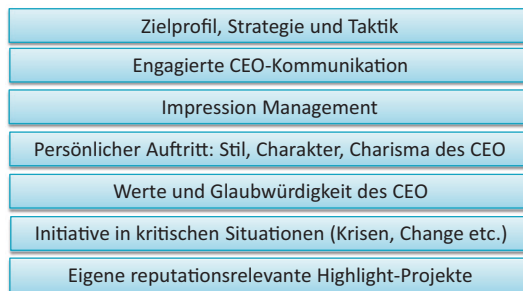 Zielprofil, Strategie und Taktik
Engagierte CEO-Kommunikation
Impression Management
Persönlicher Auftritt: Stil, Charakter, Charisma des CEO
Werte und Glaubwürdigkeit des CEO
Initiative in kritischen Situationen (Krisen, Change etc.)
Eigene reputationsrelevante Highlight-Projekte